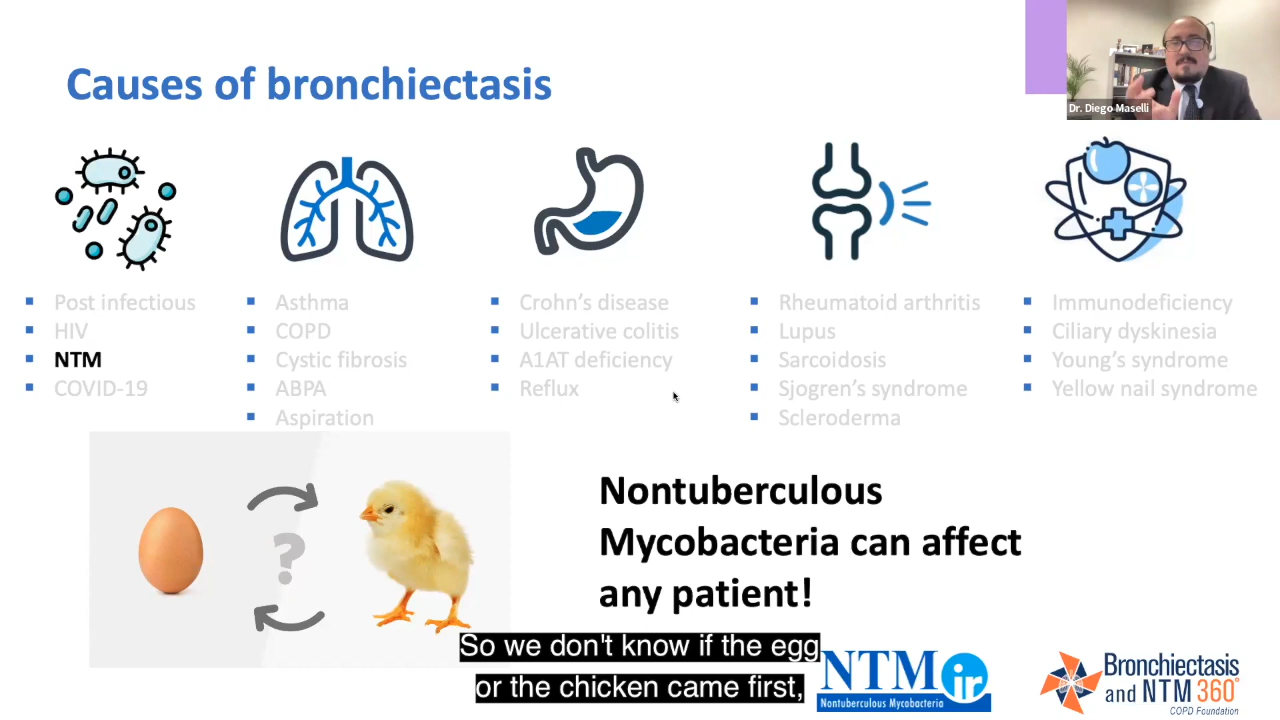 Causes of bronchiectasis
Dr. Diego Maselli
Post infectious
HIV
NTM
COVID-19
Asthma
COPD
Cystic fibrosis
ABPA
Aspiration
Crohn's disease
Ulcerative colitis
A1AT deficiency
Reflux
Rheumatoid arthritis
Lupus
Sarcoidosis
Sjogren's syndrome
Scleroderma
Immunodeficiency
Ciliary dyskinesia
Young's syndrome
Yellow nail syndrome
?
Nontuberculous
Mycobacteria can affect
any patient!
So we don't know if the egg
or the chicken came first,
NTM ir
Nontuberculous Mycobacteria
Bronchiectasis
and NTM 360°
COPD Foundation